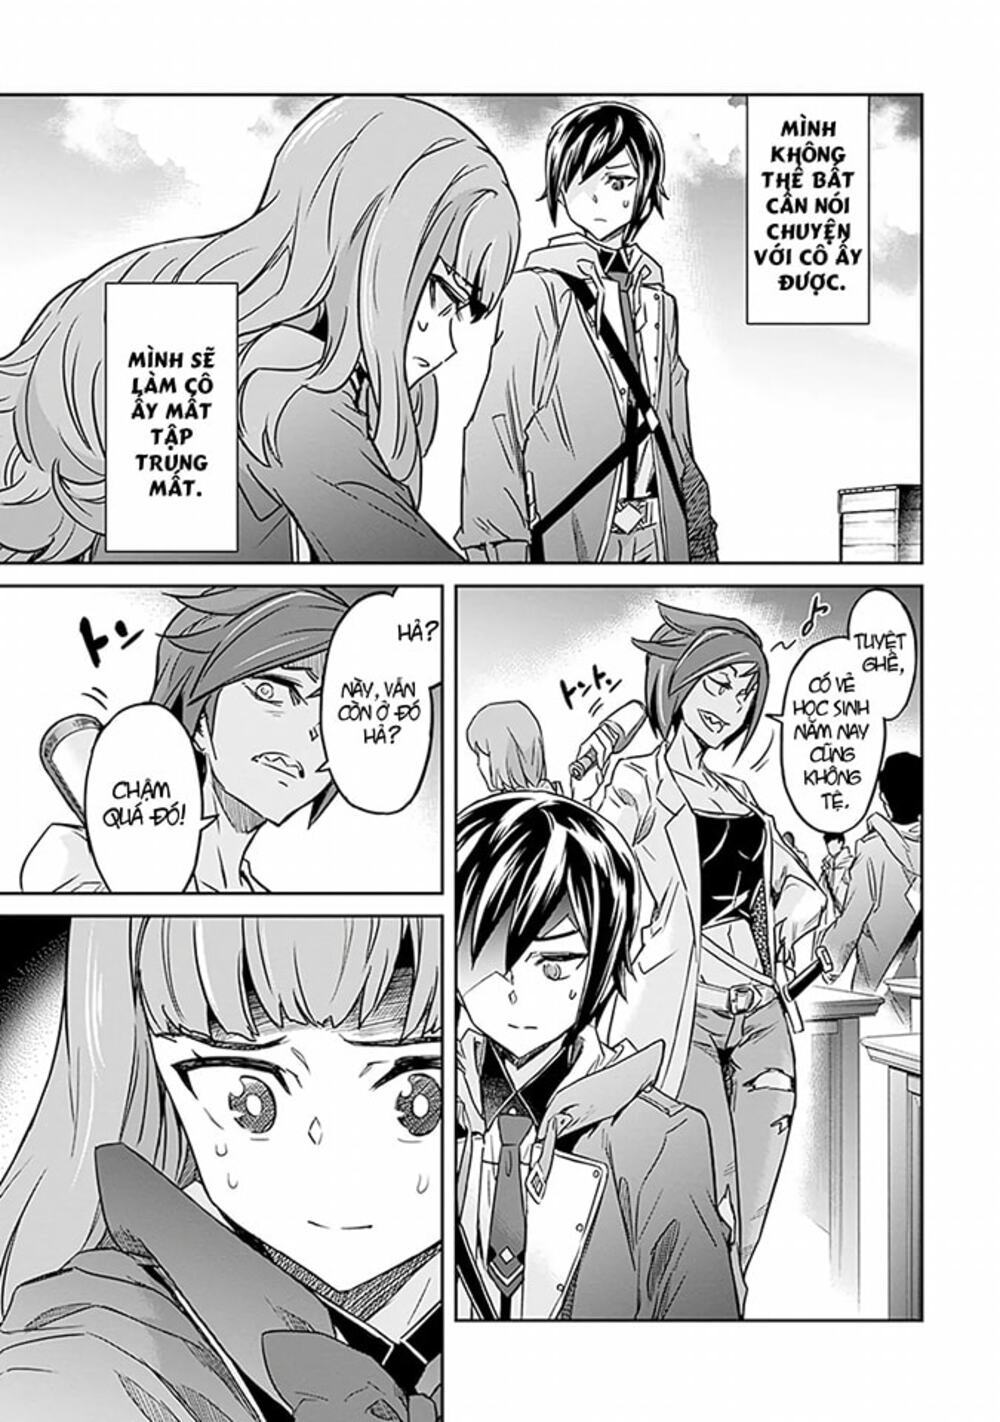 MÌNH
KHÔNG
THỂ BẤT
CẨN NÓI
CHUYỆN
VỚI CÔ ẤY
ĐƯỢC.
MÌNH SẼ
LÀM CÔ
ẤY MẤT
TẬP
TRUNG
MẤT.
TUYỆT
GHÊ,
CÓ VẺ
HỌC SINH
NĂM NAY
CŨNG
KHÔNG
TỆ.
トントン
HẢ?
NÀY, VẪN
CÒN Ở ĐÓ
HẢ?
トン
CHẬM
QUÁ ĐÓ!